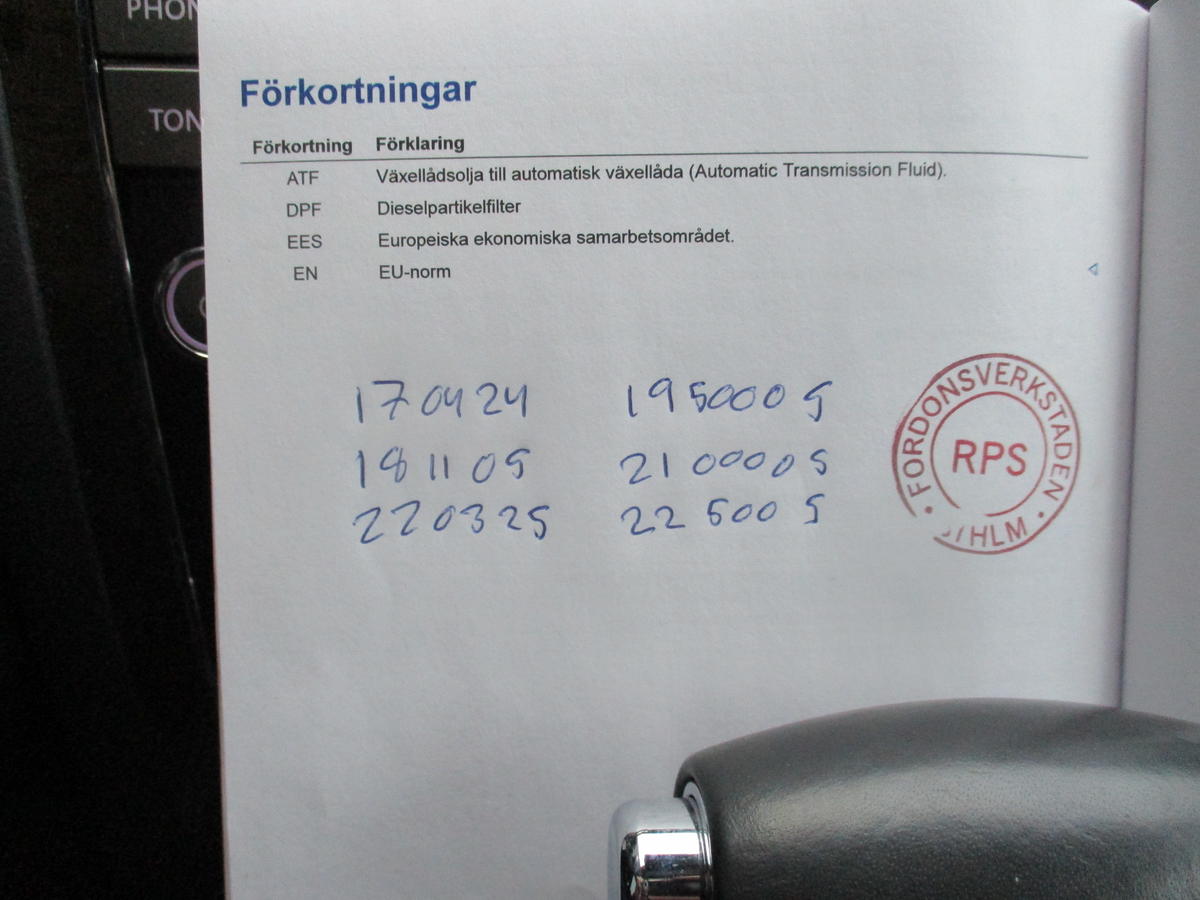 PHON
TON
Förkortningar
Förkortning Förklaring
ATF Växellådsolja till automatisk växellåda (Automatic Transmission Fluid).
DPF Dieselpartikelfilter
EES Europeiska ekonomiska samarbetsområdet.
EN EU-norm
170424 195000 S
181105 210000 S
220325 22500 S
FORDONSVERKSTADEN
RPS
STHLM